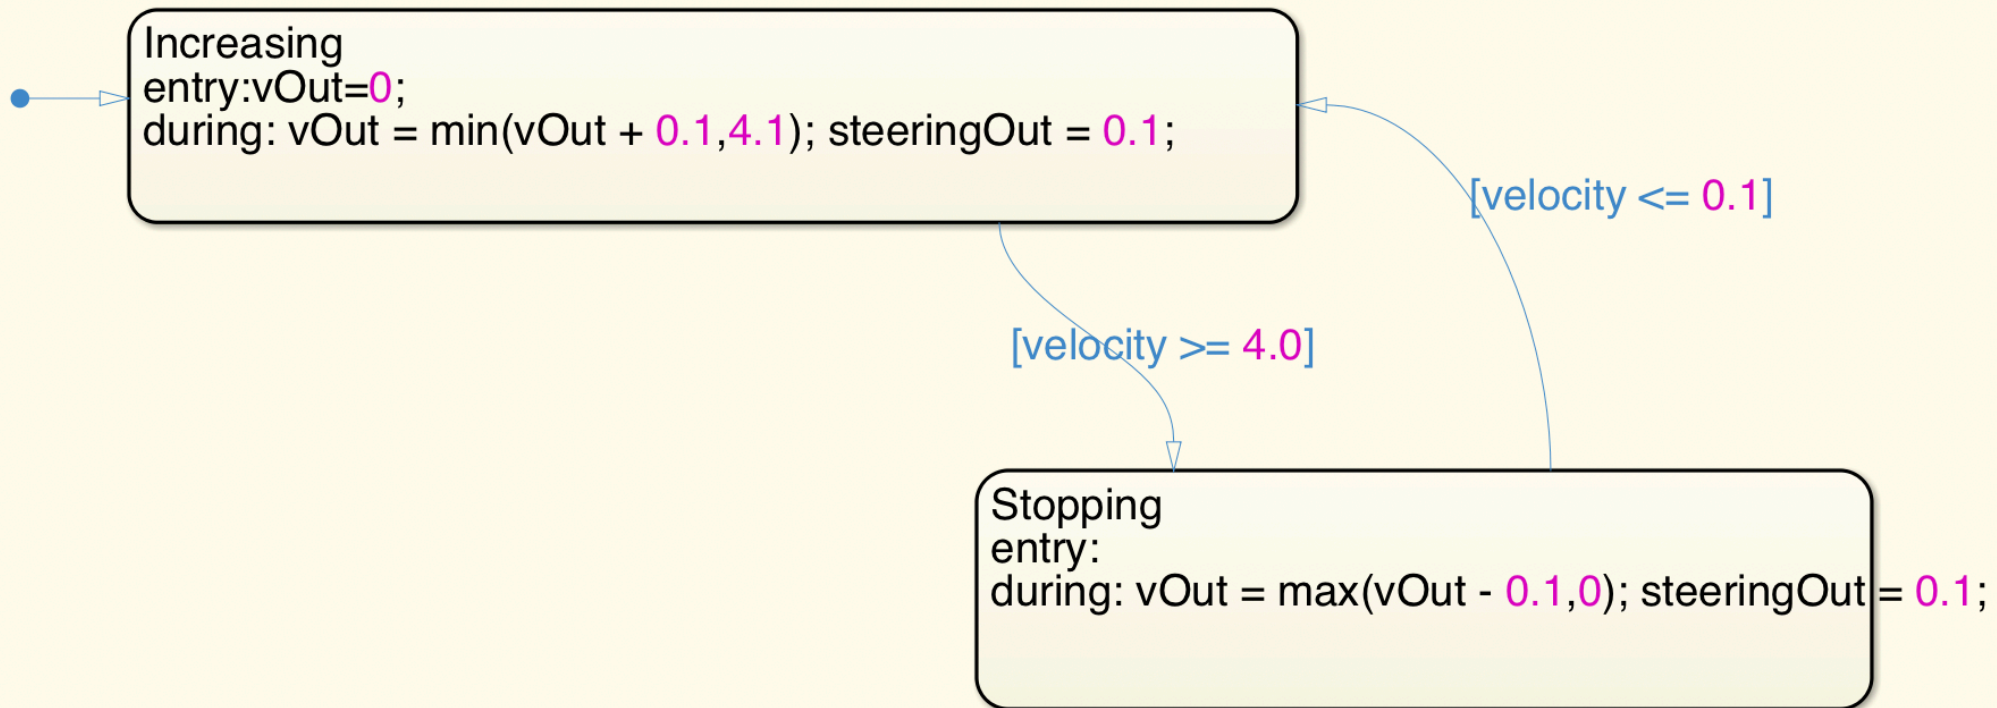 Increasing
entry:vOut=0;
during: vOut = min(vOut + 0.1,4.1); steeringOut = 0.1;
[velocity <= 0.1]
[velocity >= 4.0]
Stopping
entry:
during: vOut = max(vOut - 0.1,0); steeringOut = 0.1;